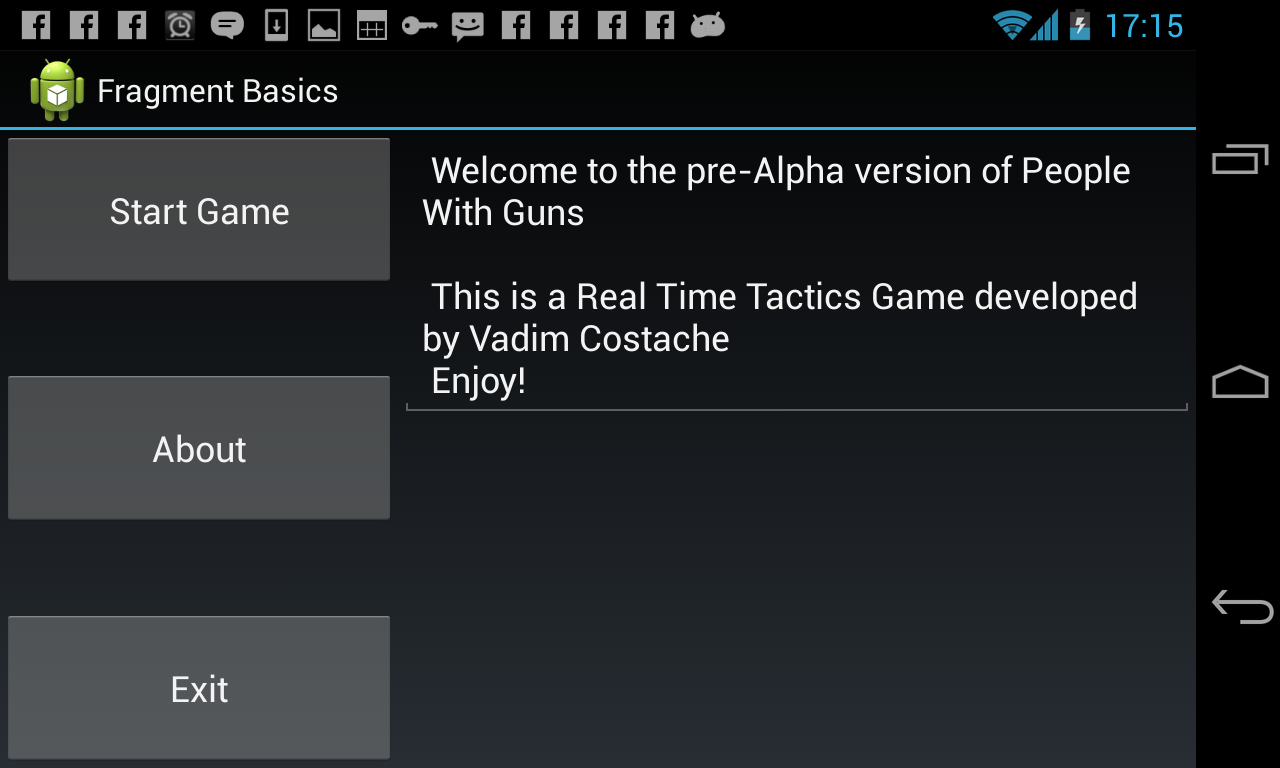 17:15
Fragment Basics
Start Game
Welcome to the pre-Alpha version of People
With Guns
This is a Real Time Tactics Game developed
by Vadim Costache
Enjoy!
About
Exit